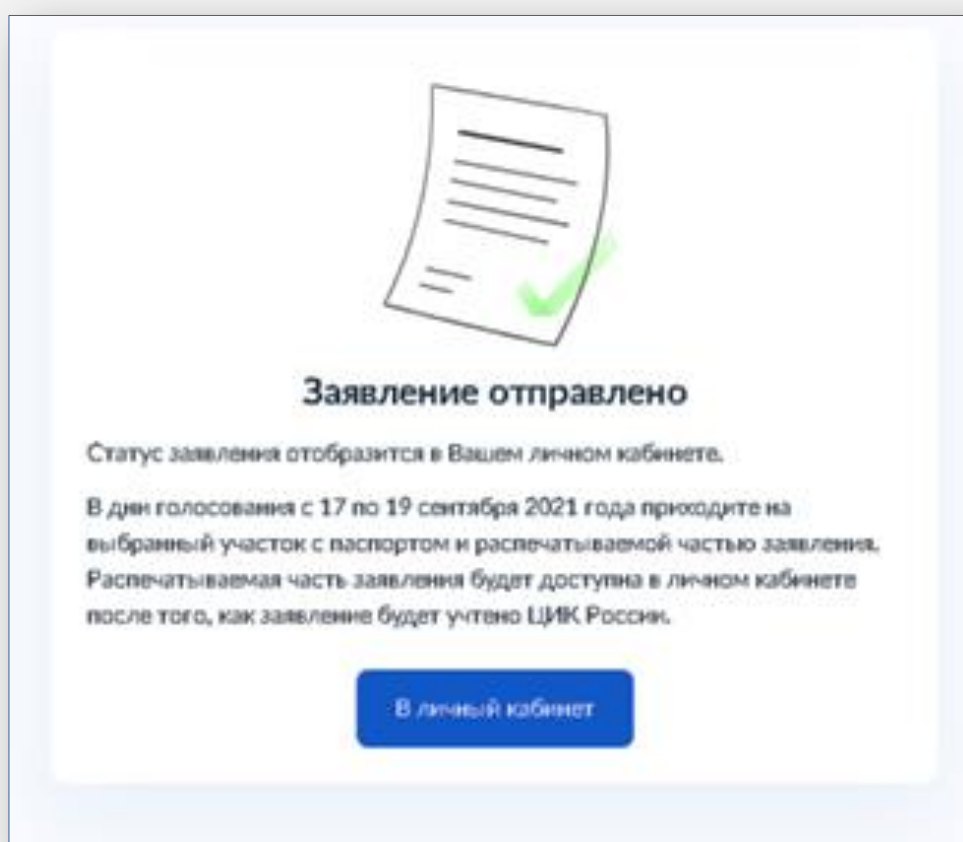 Заявление отправлено
Статус заявления отобразится в Вашем личном кабинете.
В дни голосования с 17 по 19 сентября 2021 года приходите на
выбранный участок с паспортом и распечатываемой частью заявления.
Распечатываемая часть заявления будет доступна в личном кабинете
после того, как заявление будет учтено ЦИК России.
В личный кабинет